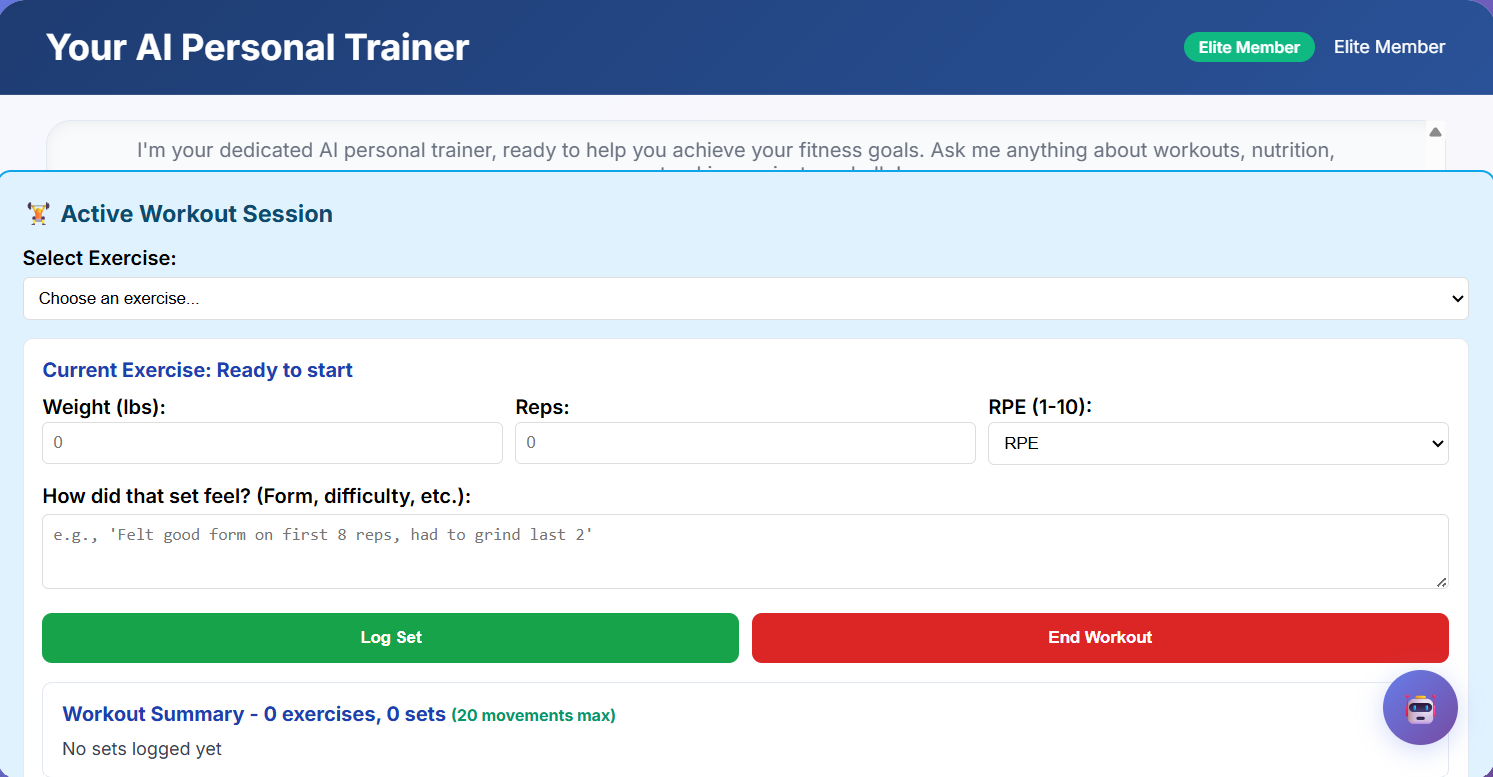 Your AI Personal Trainer
Elite Member
Elite Member
I'm your dedicated AI personal trainer, ready to help you achieve your fitness goals. Ask me anything about workouts, nutrition,
Active Workout Session
Select Exercise:
Choose an exercise...
Current Exercise: Ready to start
Weight (lbs):
Reps:
RPE (1-10):
0
0
RPE
How did that set feel? (Form, difficulty, etc.):
e.g., 'Felt good form on first 8 reps, had to grind last 2'
Log Set
End Workout
Workout Summary - 0 exercises, 0 sets (20 movements max)
No sets logged yet